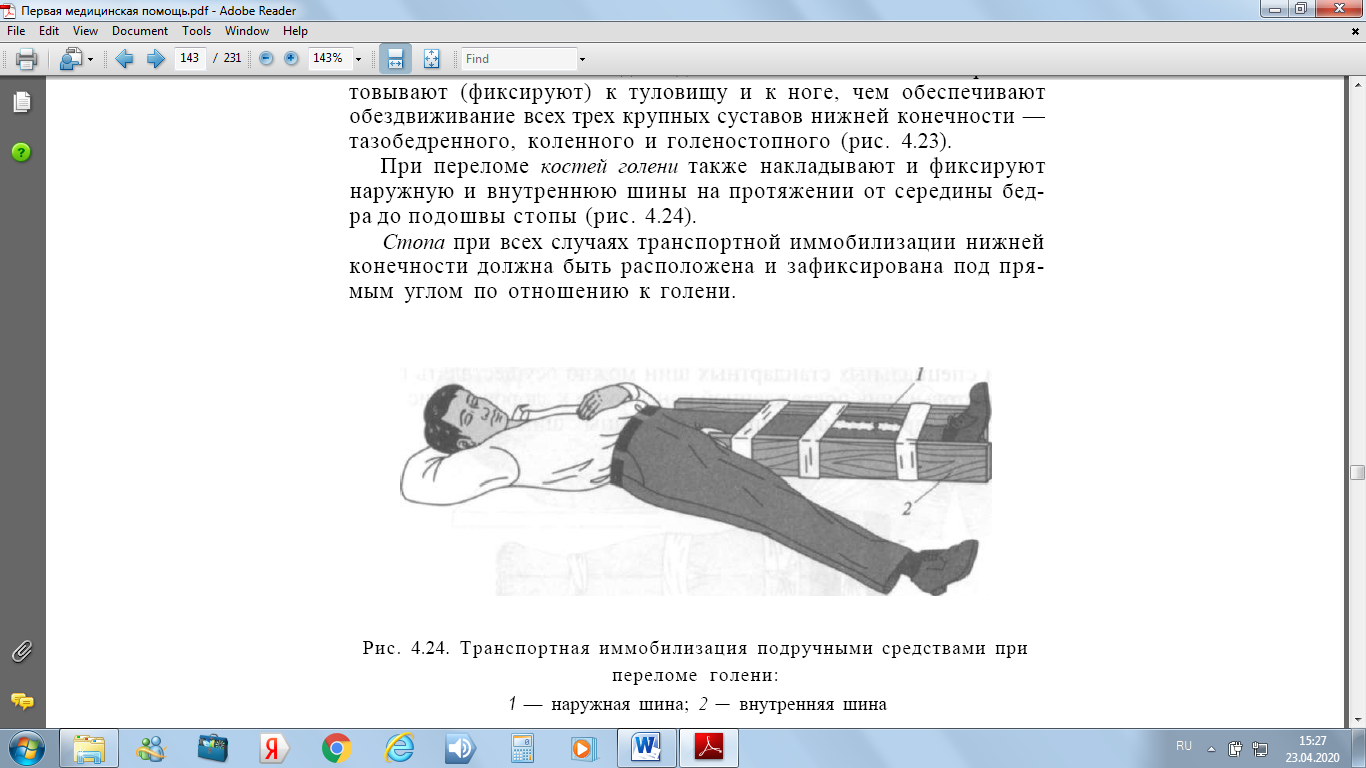 Первая медицинская помощь.pdf - Adobe Reader
File Edit View Document Tools Window Help
143 / 231 143% Find
товывают (фиксируют) к туловищу и к ноге, чем обеспечивают
обездвиживание всех трех крупных суставов нижней конечности —
тазобедренного, коленного и голеностопного (рис. 4.23).
При переломе костей голени также накладывают и фиксируют
наружную и внутреннюю шины на протяжении от середины бед-
ра до подошвы стопы (рис. 4.24).
Стопа при всех случаях транспортной иммобилизации нижней
конечности должна быть расположена и зафиксирована под пря-
мым углом по отношению к голени.
1
2
Рис. 4.24. Транспортная иммобилизация подручными средствами при
переломе голени:
1 — наружная шина; 2 — внутренняя шина
RU 15:27
23.04.2020